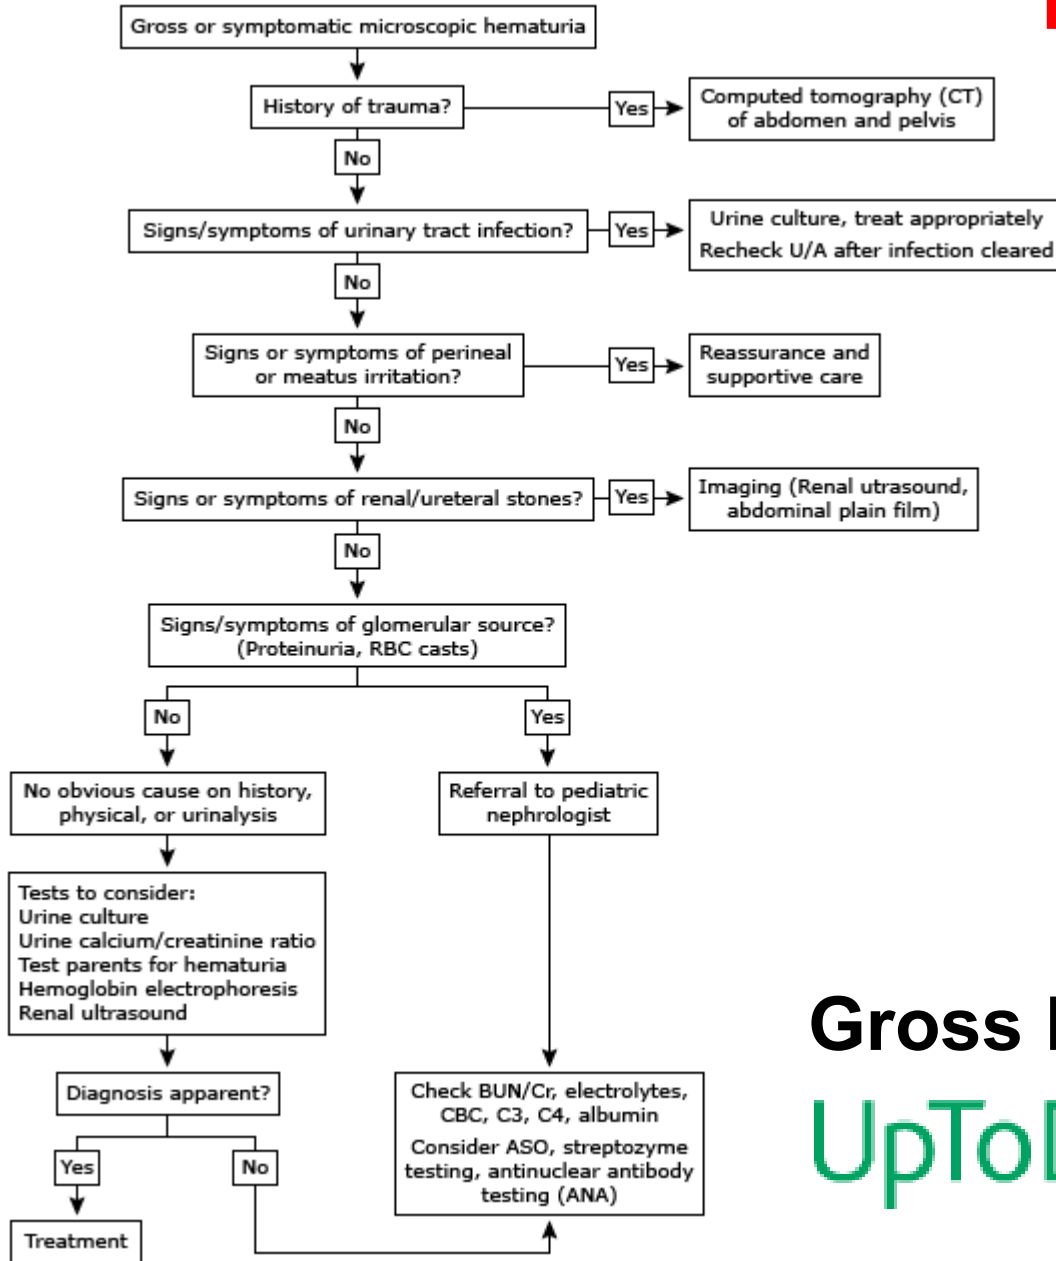 Gross or symptomatic microscopic hematuria
History of trauma?
Yes
Computed tomography (CT)
of abdomen and pelvis
No
Signs/symptoms of urinary tract infection?
Yes
Urine culture, treat appropriately
Recheck U/A after infection cleared
No
Signs or symptoms of perineal
or meatus irritation?
Yes
Reassurance and
supportive care
No
Signs or symptoms of renal/ureteral stones?
Yes
Imaging (Renal utrasound,
abdominal plain film)
No
Signs/symptoms of glomerular source?
(Proteinuria, RBC casts)
No
Yes
No obvious cause on history,
physical, or urinalysis
Referral to pediatric
nephrologist
Tests to consider:
Urine culture
Urine calcium/creatinine ratio
Test parents for hematuria
Hemoglobin electrophoresis
Renal ultrasound
Diagnosis apparent?
Yes
No
Treatment
Check BUN/Cr, electrolytes,
CBC, C3, C4, albumin
Consider ASO, streptozyme
testing, antinuclear antibody
testing (ANA)
Gross
UpTo